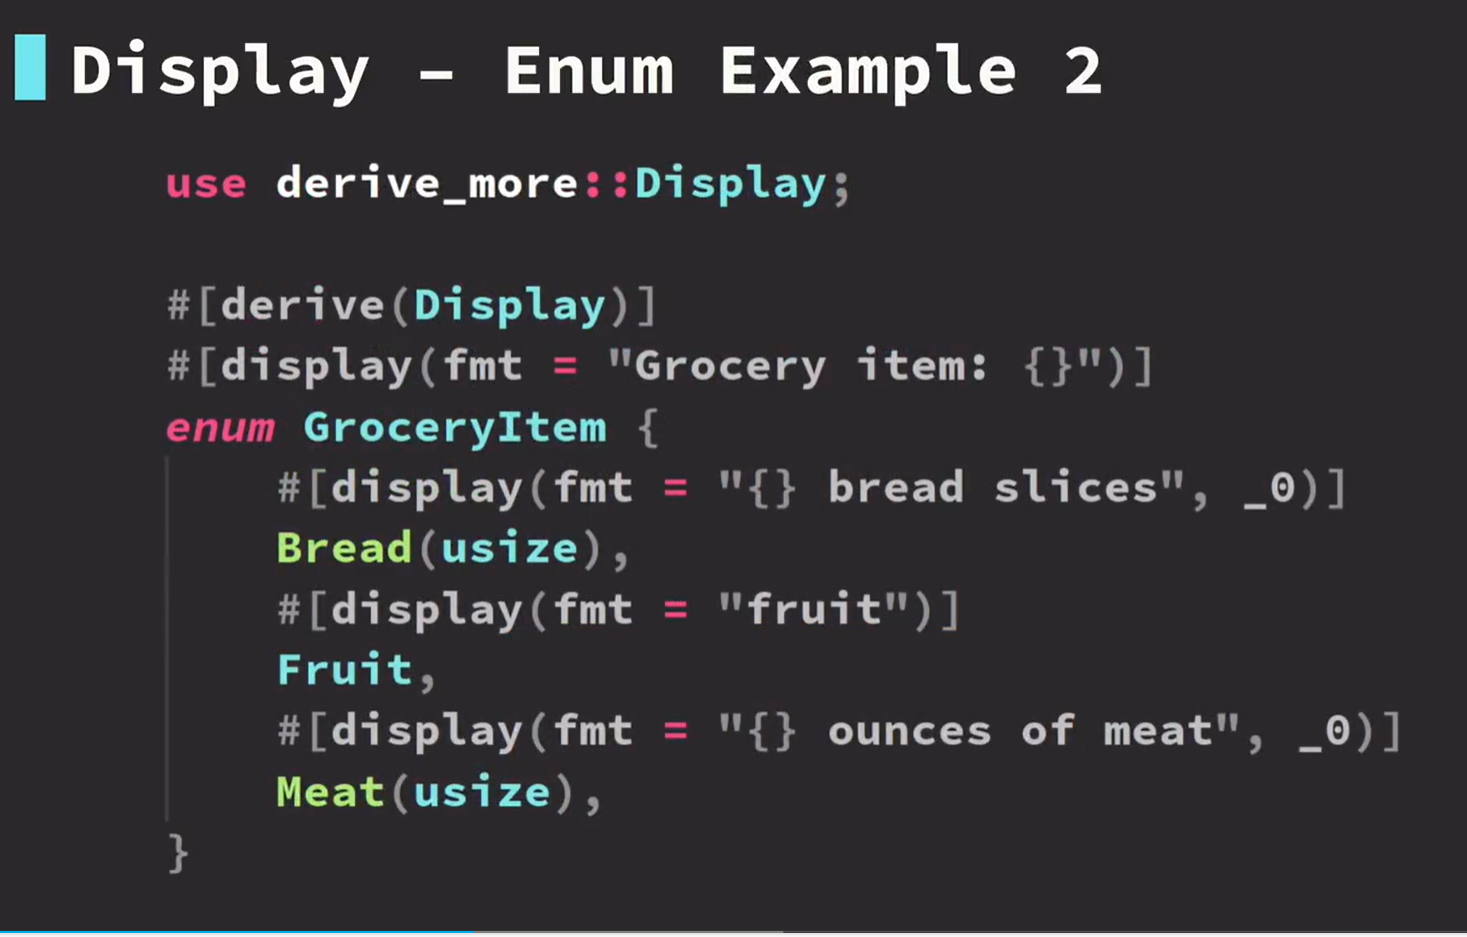 Display – Enum Example 2
use derive_more::Display;
#[derive(Display)]
#[display(fmt = "Grocery item: {}")]
enum GroceryItem {
#[display(fmt = "{} bread slices", _0)]
Bread(usize),
#[display(fmt = "fruit")]
Fruit,
#[display(fmt = "{} ounces of meat", _0)]
Meat(usize),
}